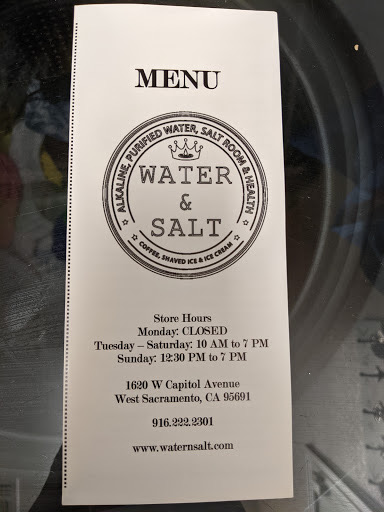 MENU
ALKALINE, PURIFIED WATER, SALT ROOM & HEALTH
WATER
&
SALT
COFFEE, SHAVED ICE & ICE CREAM
Store Hours
Monday: CLOSED
Tuesday – Saturday: 10 AM to 7 PM
Sunday: 12:30 PM to 7 PM
1620 W Capitol Avenue
West Sacramento, CA 95691
916.222.2301
www.waternsalt.com